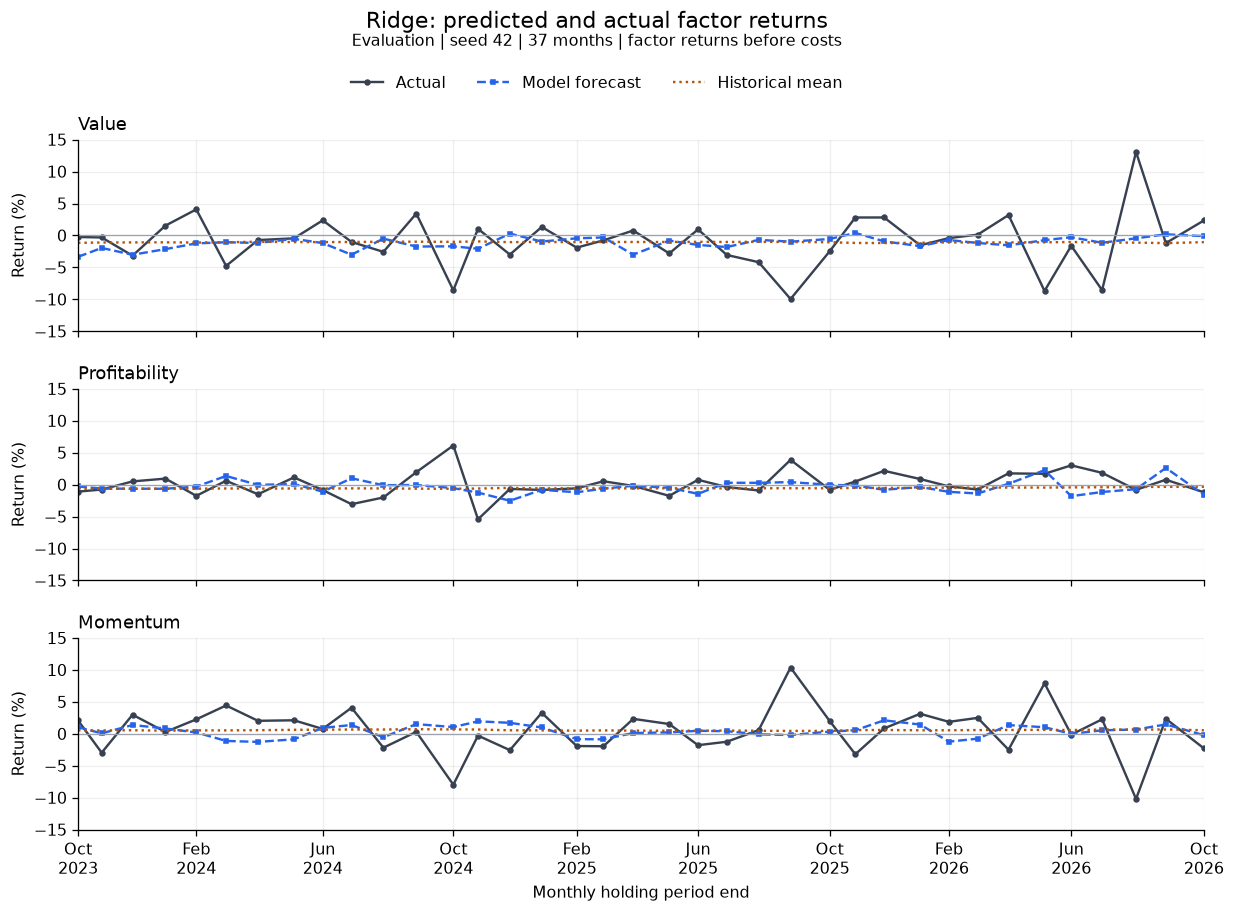 Ridge: predicted and actual factor returns
Evaluation | seed 42 | 37 months | factor returns before costs
Actual Model forecast Historical mean
Value
15
10
5
0
−5
−10
−15
Return (%)
Profitability
15
10
5
0
−5
−10
−15
Return (%)
Momentum
15
10
5
0
−5
−10
−15
Return (%)
Oct Feb Jun Oct Feb Jun Oct Feb Jun Oct
2023 2024 2024 2024 2025 2025 2025 2026 2026 2026
Monthly holding period end